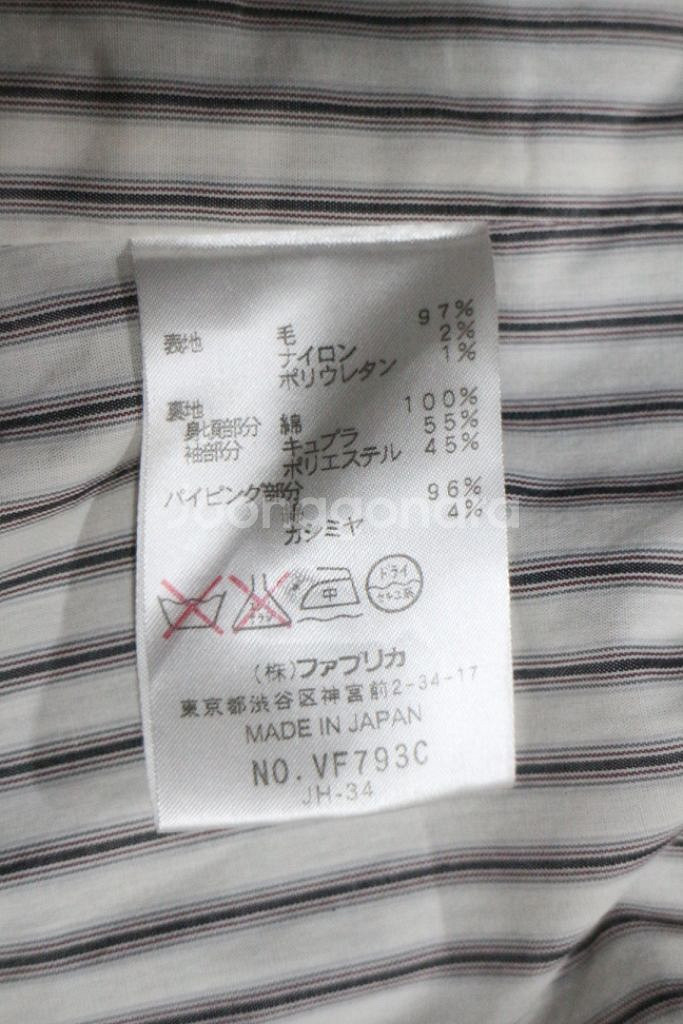 表地 毛 97%
ナイロン 2%
ポリウレタン 1%
裏地
身頃部分 綿 100%
袖部分 キュプラ 55%
ポリエステル 45%
パイピング部分 96%
カシミヤ 4%
中
ドライ
セキユ系
(株)ファブリカ
東京都渋谷区神宮前2-34-17
MADE IN JAPAN
NO. VF793C
JH-34